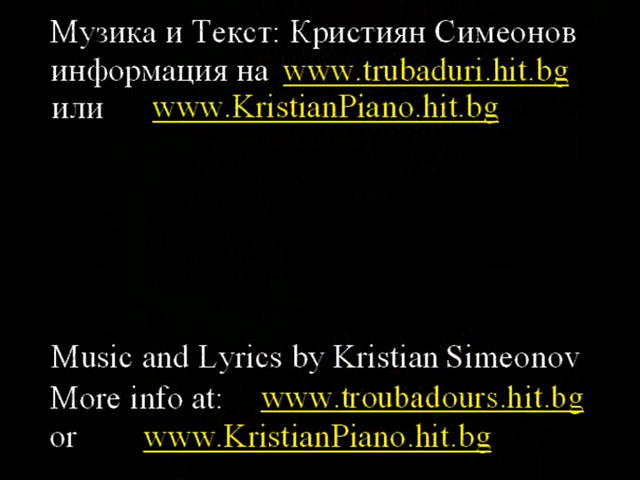 Музика и Текст: Кристиян Симеонов
информация на www.trubaduri.hit.bg
или www.KristianPiano.hit.bg
Music and Lyrics by Kristian Simeonov
More info at: www.troubadours.hit.bg
or www.KristianPiano.hit.bg